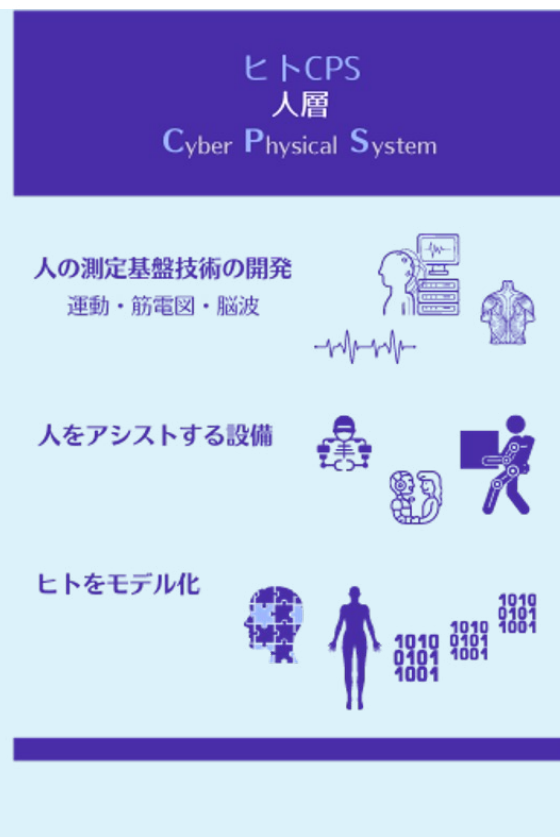 ヒトCPS
人層
Cyber Physical System
人の測定基盤技術の開発
運動・筋電図・脳波
人をアシストする設備
ヒトをモデル化
1010
0101
1001
1010
0101
1001
1010
0101
1001